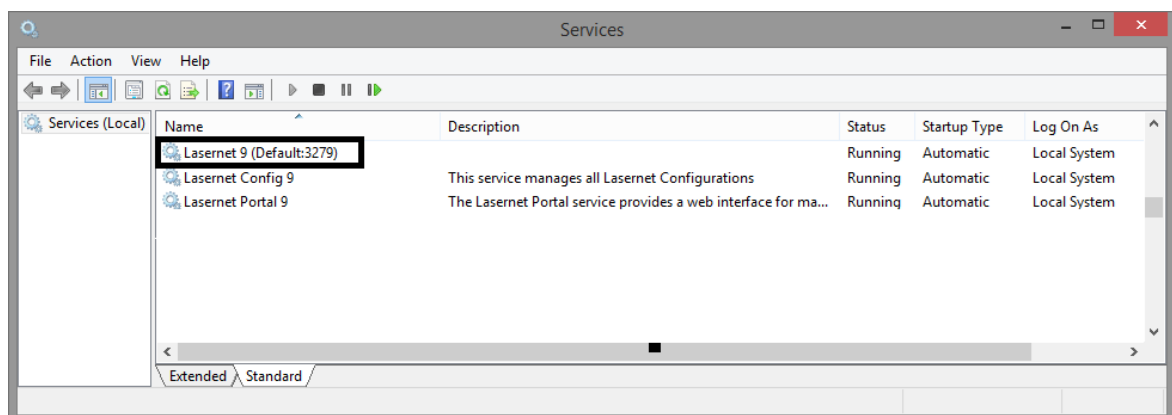 Services
File Action View Help
Services (Local)
Name Description Status Startup Type Log On As
Lasernet 9 (Default:3279) Running Automatic Local System
Lasernet Config 9 This service manages all Lasernet Configurations Running Automatic Local System
Lasernet Portal 9 The Lasernet Portal service provides a web interface for ma... Running Automatic Local System
Extended Standard